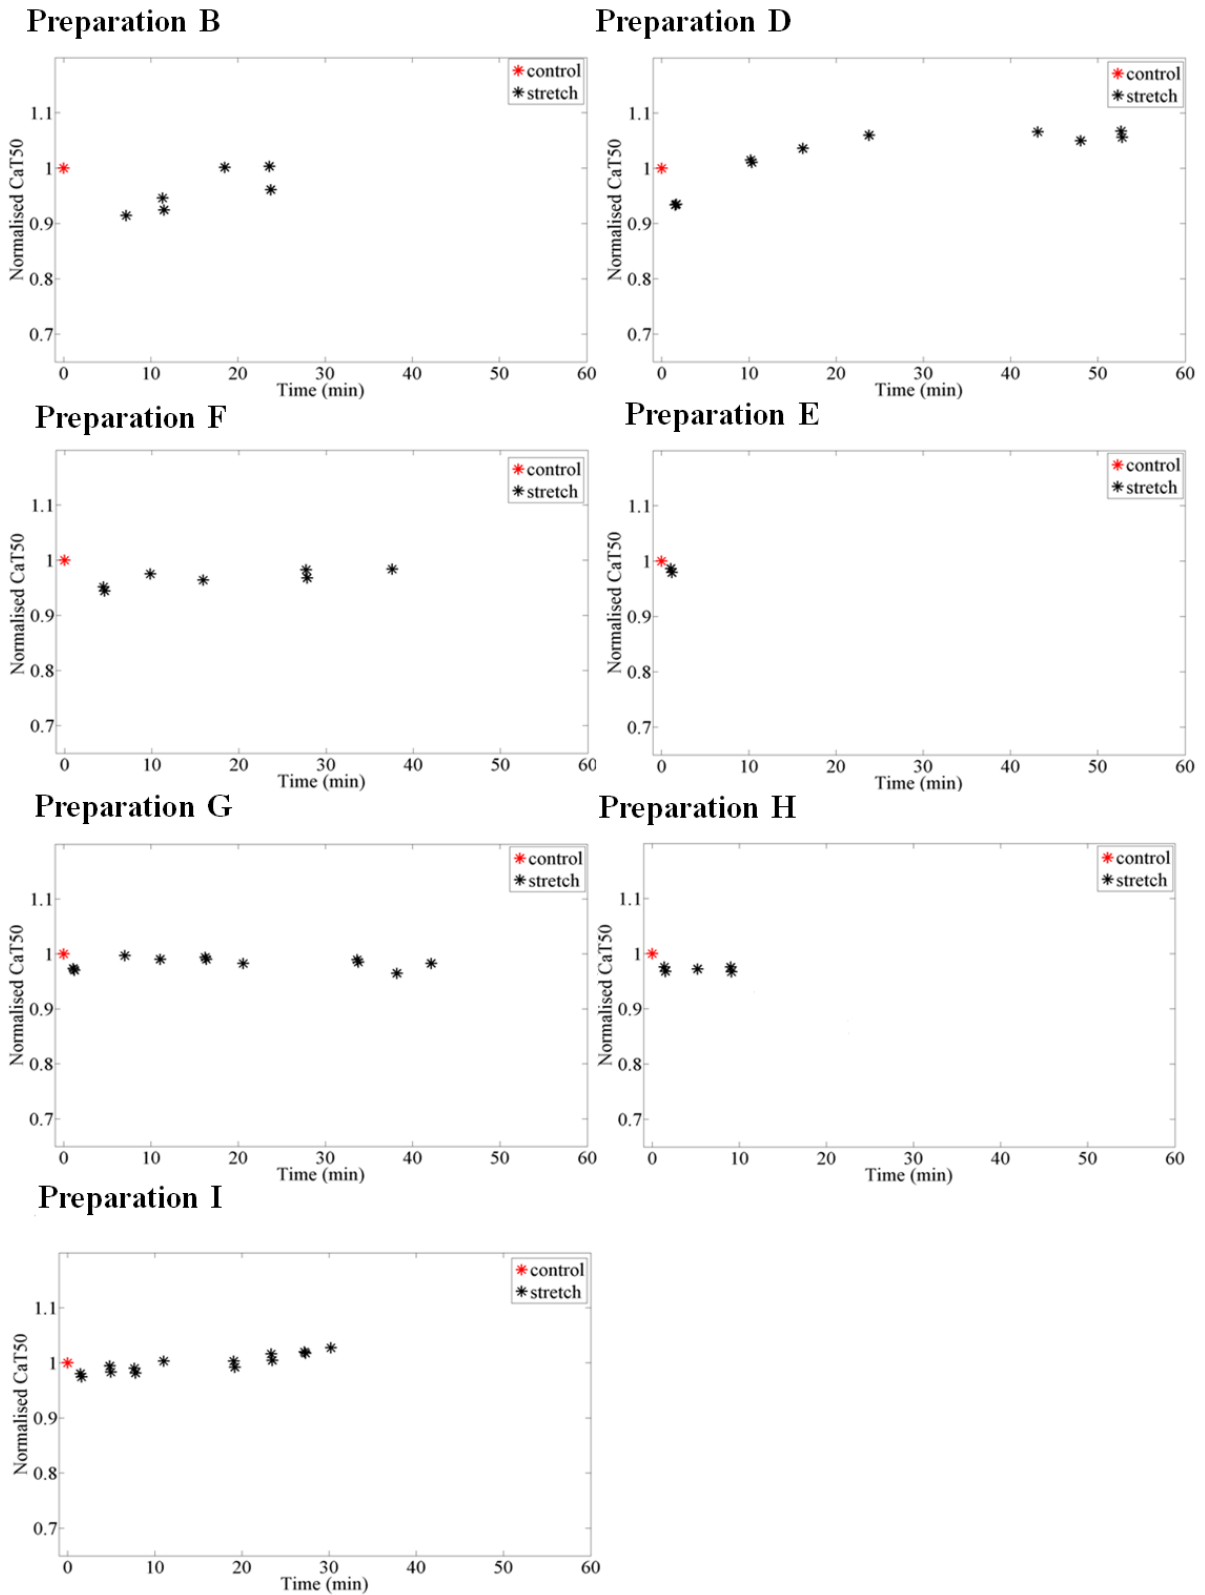 Preparation B
control
stretch
1.1
1
0.9
0.8
0.7
Normalised CaT50
0 10 20 30 40 50 60
Time (min)
Preparation D
control
stretch
1.1
1
0.9
0.8
0.7
Normalised CaT50
0 10 20 30 40 50 60
Time (min)
Preparation F
control
stretch
1.1
1
0.9
0.8
0.7
Normalised CaT50
0 10 20 30 40 50 60
Time (min)
Preparation E
control
stretch
1.1
1
0.9
0.8
0.7
Normalised CaT50
0 10 20 30 40 50 60
Time (min)
Preparation G
control
stretch
1.1
1
0.9
0.8
0.7
Normalised CaT50
0 10 20 30 40 50 60
Time (min)
Preparation H
control
stretch
1.1
1
0.9
0.8
0.7
Normalised CaT50
0 10 20 30 40 50 60
Time (min)
Preparation I
control
stretch
1.1
1
0.9
0.8
0.7
Normalised CaT50
0 10 20 30 40 50 60
Time (min)